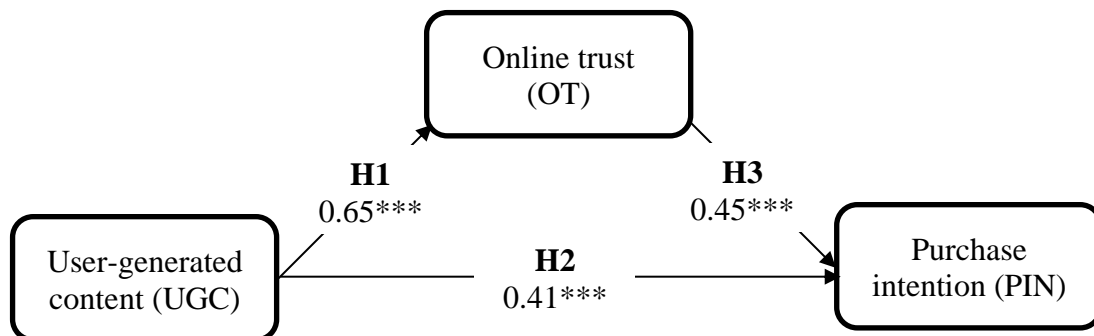 Online trust
(OT)
H1
0.65***
H3
0.45***
User-generated
content (UGC)
H2
0.41***
Purchase
intention (PIN)